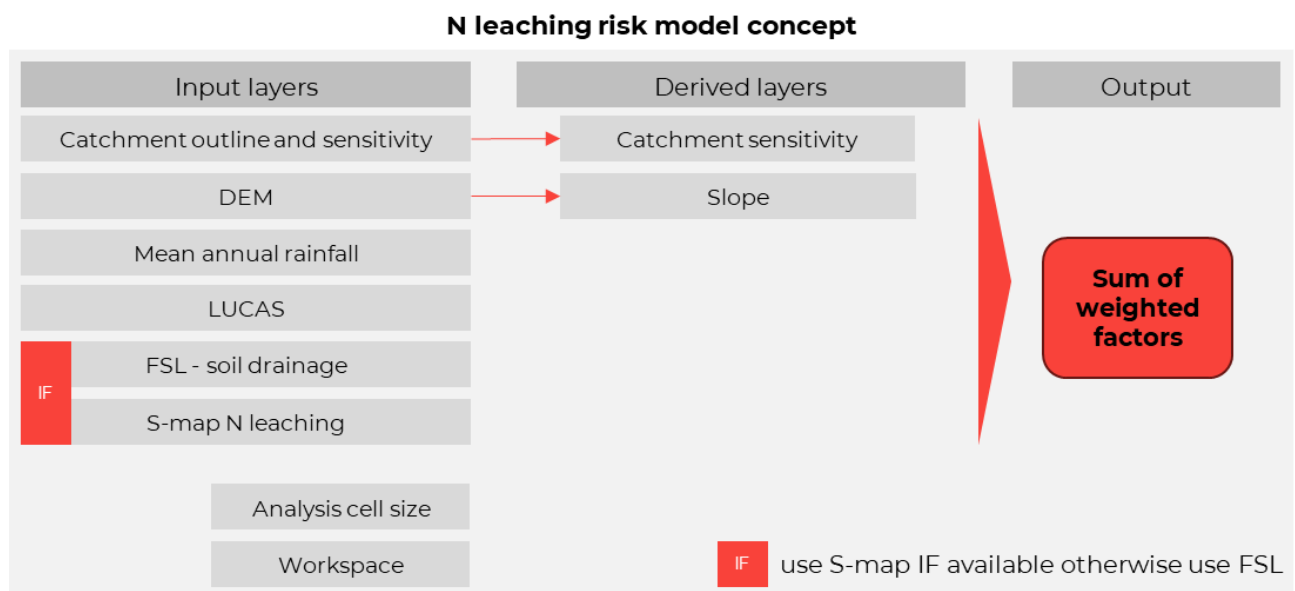 N leaching risk model concept
Input layers
Derived layers
Output
Catchment outline and sensitivity
Catchment sensitivity
DEM
Slope
Mean annual rainfall
LUCAS
IF
FSL - soil drainage
S-map N leaching
Sum of
weighted
factors
Analysis cell size
Workspace
IF
use S-map IF available otherwise use FSL